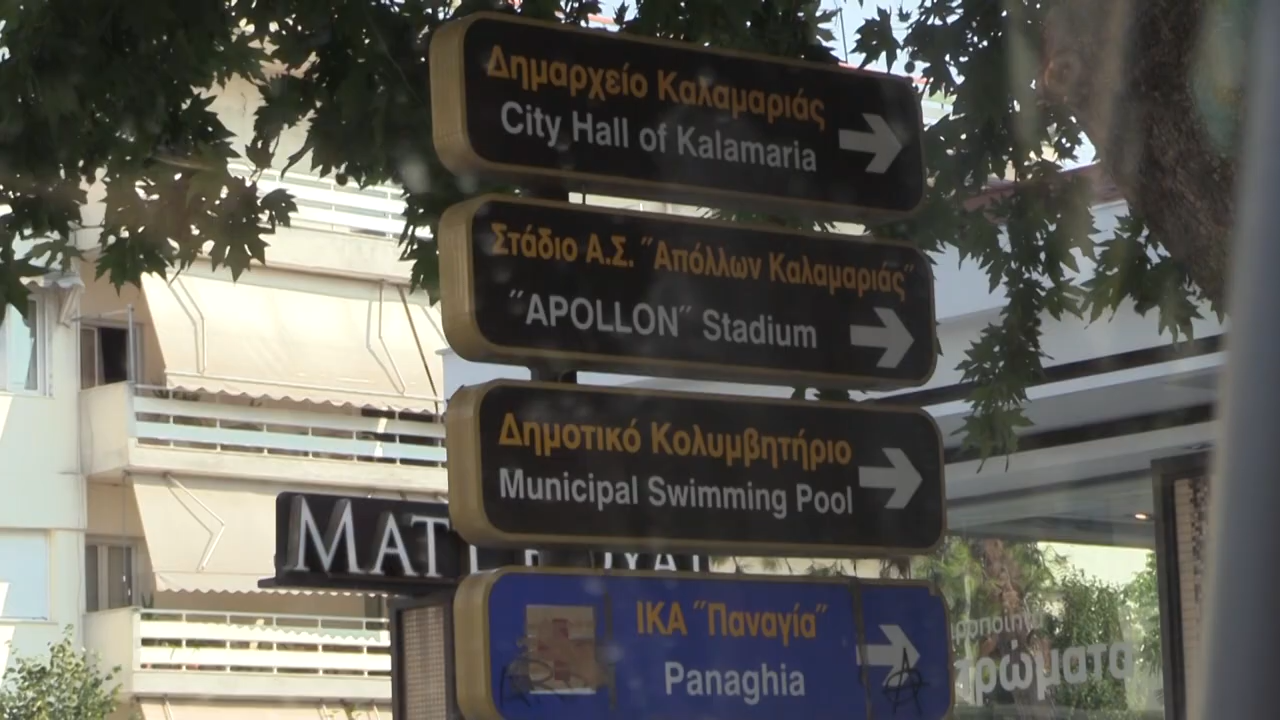 Δημαρχείο Καλαμαριάς
City Hall of Kalamaria
Στάδιο Α.Σ. "Απόλλων Καλαμαριάς"
"APOLLON" Stadium
Δημοτικό Κολυμβητήριο
Municipal Swimming Pool
ΙΚΑ "Παναγία"
Panaghia